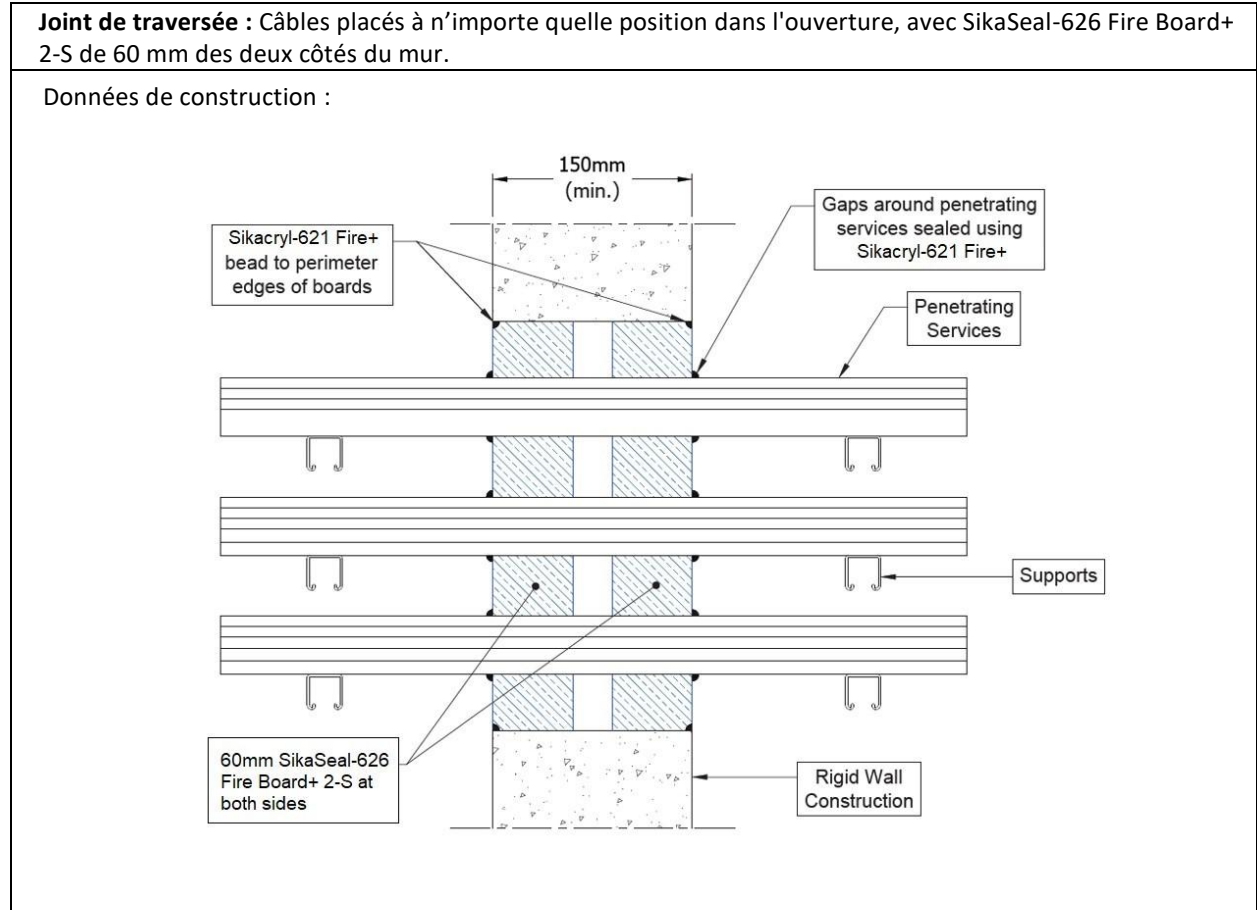 Joint de traversée : Câbles placés à n’importe quelle position dans l'ouverture, avec SikaSeal-626 Fire Board+
2-S de 60 mm des deux côtés du mur.
Données de construction :
150mm
(min.)
Sikacryl-621 Fire+
bead to perimeter
edges of boards
Gaps around penetrating
services sealed using
Sikacryl-621 Fire+
Penetrating
Services
Supports
60mm SikaSeal-626
Fire Board+ 2-S at
both sides
Rigid Wall
Construction